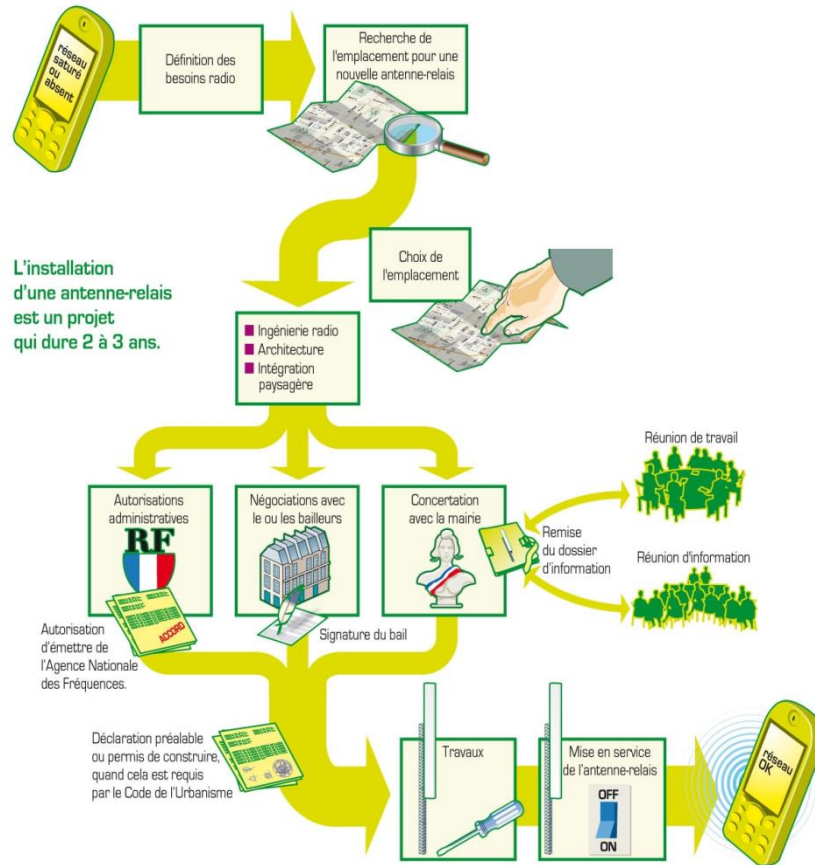 réseau
saturé
ou
absent
Définition des
besoins radio
Recherche de
l'emplacement pour une
nouvelle antenne-relais
Choix de
l'emplacement
L'installation
d'une antenne-relais
est un projet
qui dure 2 à 3 ans.
Ingénierie radio
Architecture
Intégration
paysagère
Autorisations
administratives
RF
ACCORD
Autorisation
d'émettre de
l'Agence Nationale
des Fréquences.
Négociations avec
le ou les bailleurs
Signature du bail
Concertation
avec la mairie
Remise
du dossier
d'information
Réunion de travail
Réunion d'information
Déclaration préalable
ou permis de construire,
quand cela est requis
par le Code de l'Urbanisme
Travaux
Mise en service
de l'antenne-relais
OFF
ON
réseau
OK